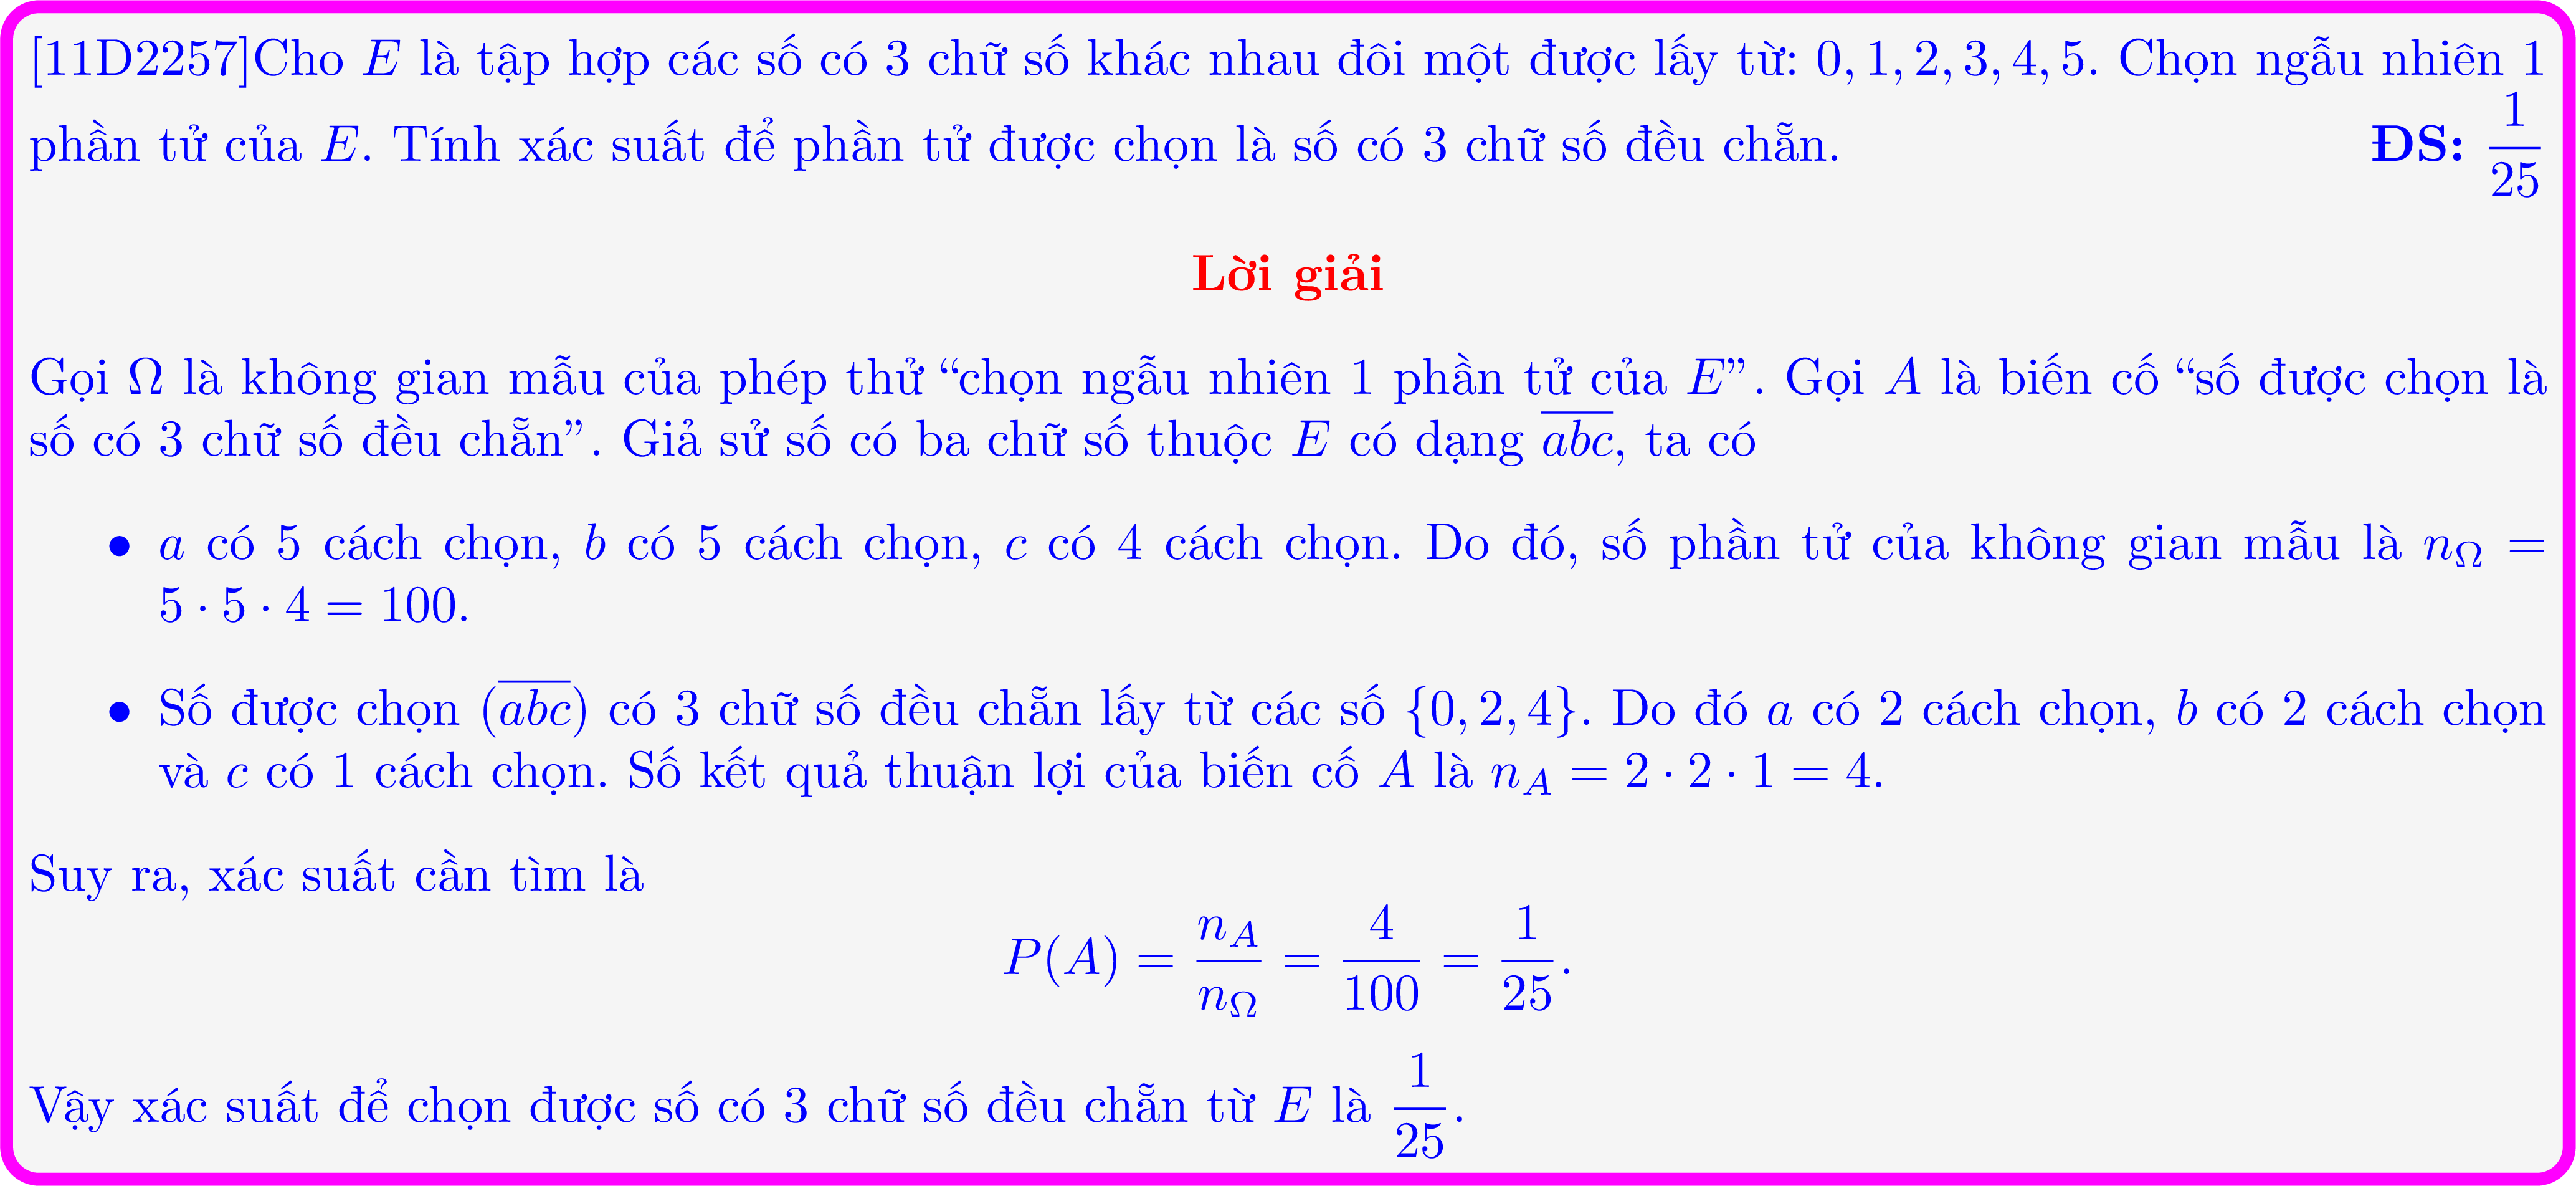 [11D2257]Cho E là tập hợp các số có 3 chữ số khác nhau đôi một được lấy từ: 0, 1, 2, 3, 4, 5. Chọn ngẫu nhiên 1
phần tử của E. Tính xác suất để phần tử được chọn là số có 3 chữ số đều chẵn. ĐS: \frac{1}{25}
Lời giải
Gọi Ω là không gian mẫu của phép thử “chọn ngẫu nhiên 1 phần tử của E”. Gọi A là biến cố “số được chọn là
số có 3 chữ số đều chẵn”. Giả sử số có ba chữ số thuộc E có dạng \overline{abc}, ta có
• a có 5 cách chọn, b có 5 cách chọn, c có 4 cách chọn. Do đó, số phần tử của không gian mẫu là n_Ω =
5 · 5 · 4 = 100.
• Số được chọn (\overline{abc}) có 3 chữ số đều chẵn lấy từ các số {0, 2, 4}. Do đó a có 2 cách chọn, b có 2 cách chọn
và c có 1 cách chọn. Số kết quả thuận lợi của biến cố A là n_A = 2 · 2 · 1 = 4.
Suy ra, xác suất cần tìm là
P(A) = \frac{n_A}{n_Ω} = \frac{4}{100} = \frac{1}{25}.
Vậy xác suất để chọn được số có 3 chữ số đều chẵn từ E là \frac{1}{25}.